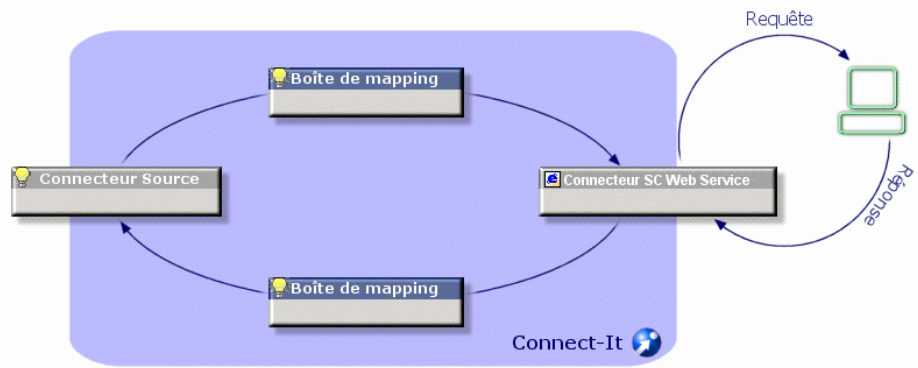 Requête
Boîte de mapping
Connecteur Source
Connecteur SC Web Service
Réponse
Boîte de mapping
Connect-It